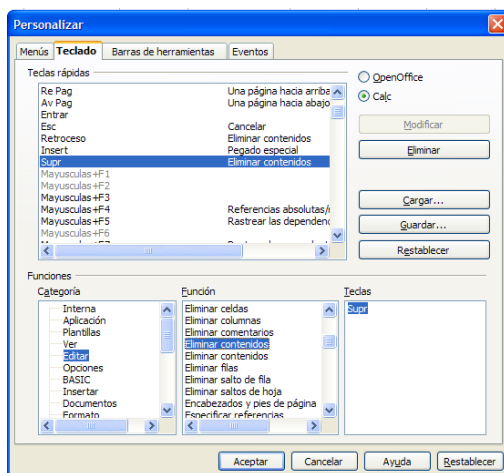 Personalizar
Menús Teclado Barras de herramientas Eventos
Teclas rápidas
OpenOffice
Calc
Modificar
Eliminar
Cargar...
Guardar...
Restablecer
Re Pag Una página hacia arriba
Av Pag Una página hacia abajo
Entrar
Esc Cancelar
Retroceso Eliminar contenidos
Insert Pegado especial
Supr Eliminar contenidos
Mayusculas+F1
Mayusculas+F2
Mayusculas+F3
Mayusculas+F4 Referencias absolutas/r
Mayusculas+F5 Rastrear las dependenc
Mayusculas+F6
Funciones
Categoría
Interna
Aplicación
Plantillas
Ver
Editar
Opciones
BASIC
Insertar
Documentos
Formato
Función
Eliminar celdas
Eliminar columnas
Eliminar comentarios
Eliminar contenidos
Eliminar contenidos
Eliminar filas
Eliminar salto de fila
Eliminar saltos de hoja
Encabezados y pies de página
Especificar referencias
Teclas
Supr
Aceptar Cancelar Ayuda Restablecer